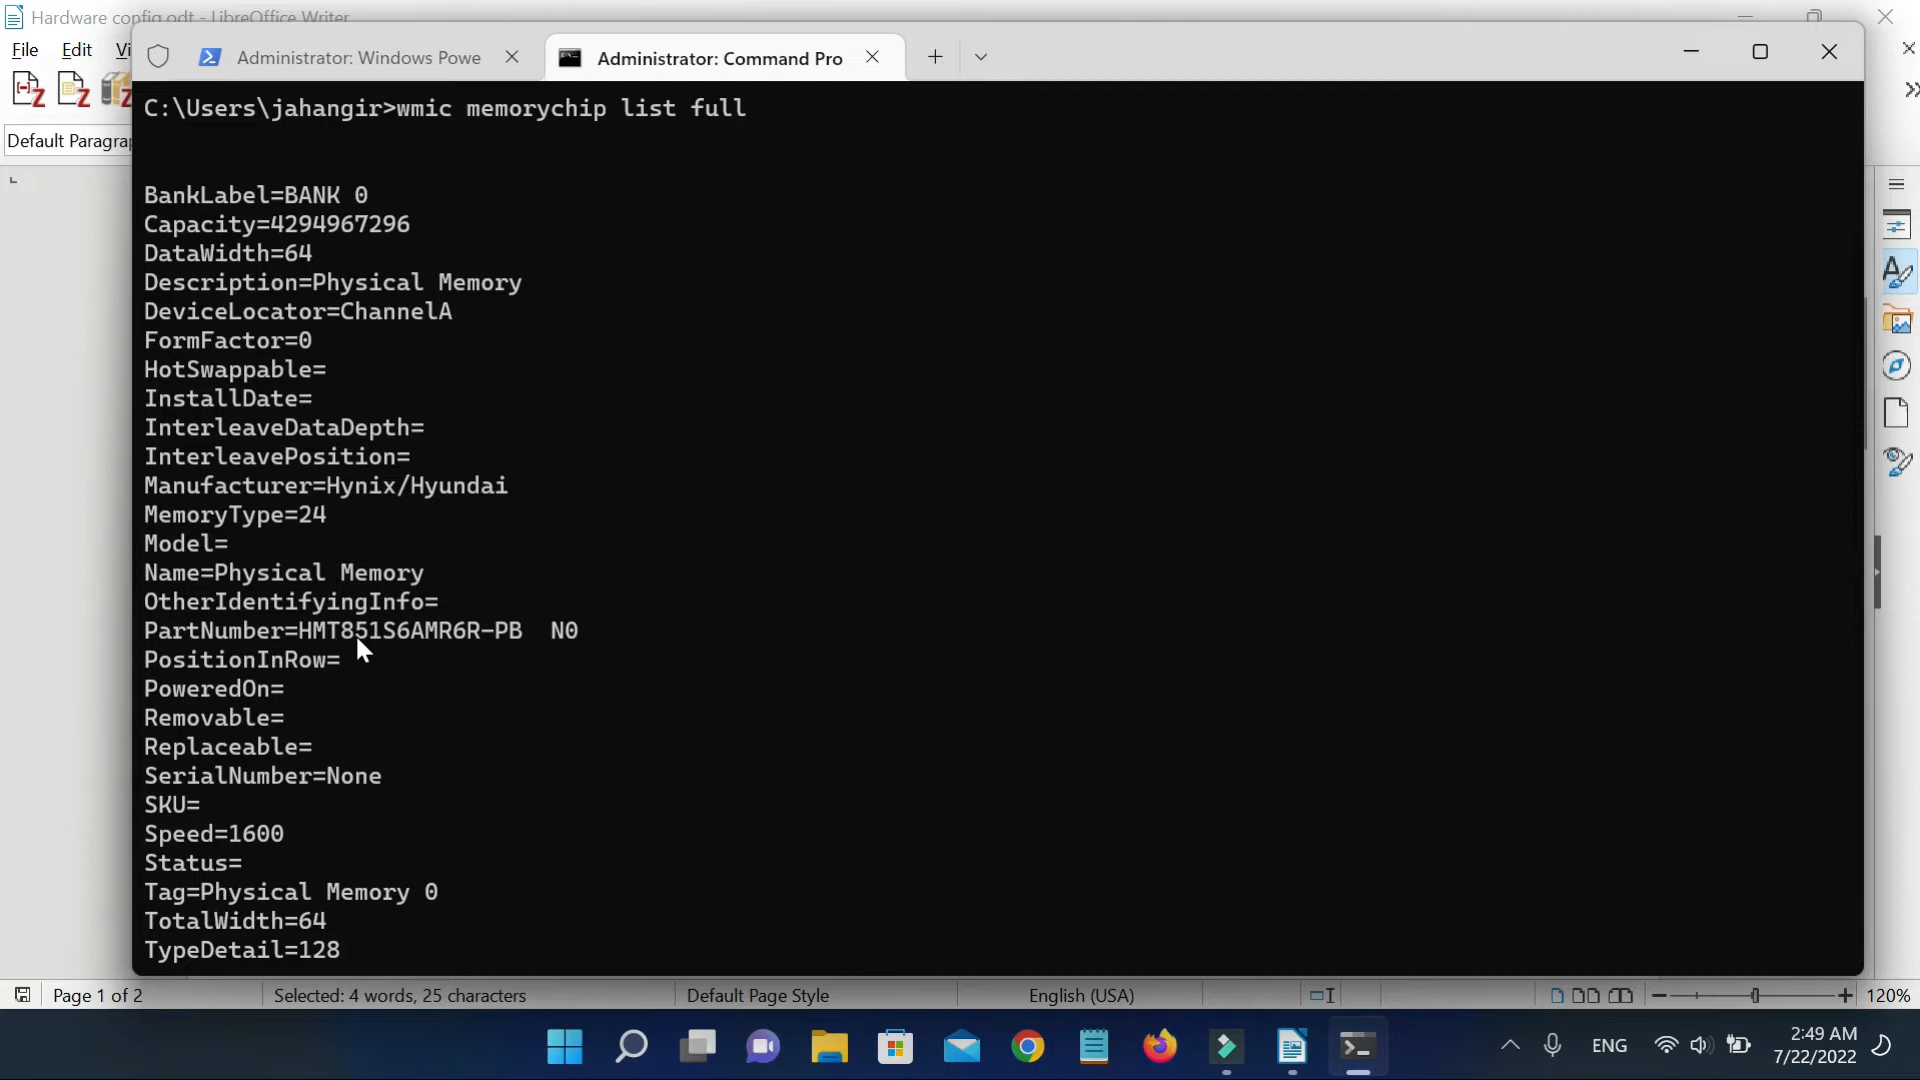 Hardware config.odt - LibreOffice Writer
File Edit Vi
Administrator: Windows Powe
Administrator: Command Pro
Default Paragrap
C:\Users\jahangir>wmic memorychip list full
BankLabel=BANK 0
Capacity=4294967296
DataWidth=64
Description=Physical Memory
DeviceLocator=ChannelA
FormFactor=0
HotSwappable=
InstallDate=
InterleaveDataDepth=
InterleavePosition=
Manufacturer=Hynix/Hyundai
MemoryType=24
Model=
Name=Physical Memory
OtherIdentifyingInfo=
PartNumber=HMT851S6AMR6R-PB  N0
PositionInRow=
PoweredOn=
Removable=
Replaceable=
SerialNumber=None
SKU=
Speed=1600
Status=
Tag=Physical Memory 0
TotalWidth=64
TypeDetail=128
Page 1 of 2 Selected: 4 words, 25 characters Default Page Style English (USA) 120%
ENG 2:49 AM
7/22/2022